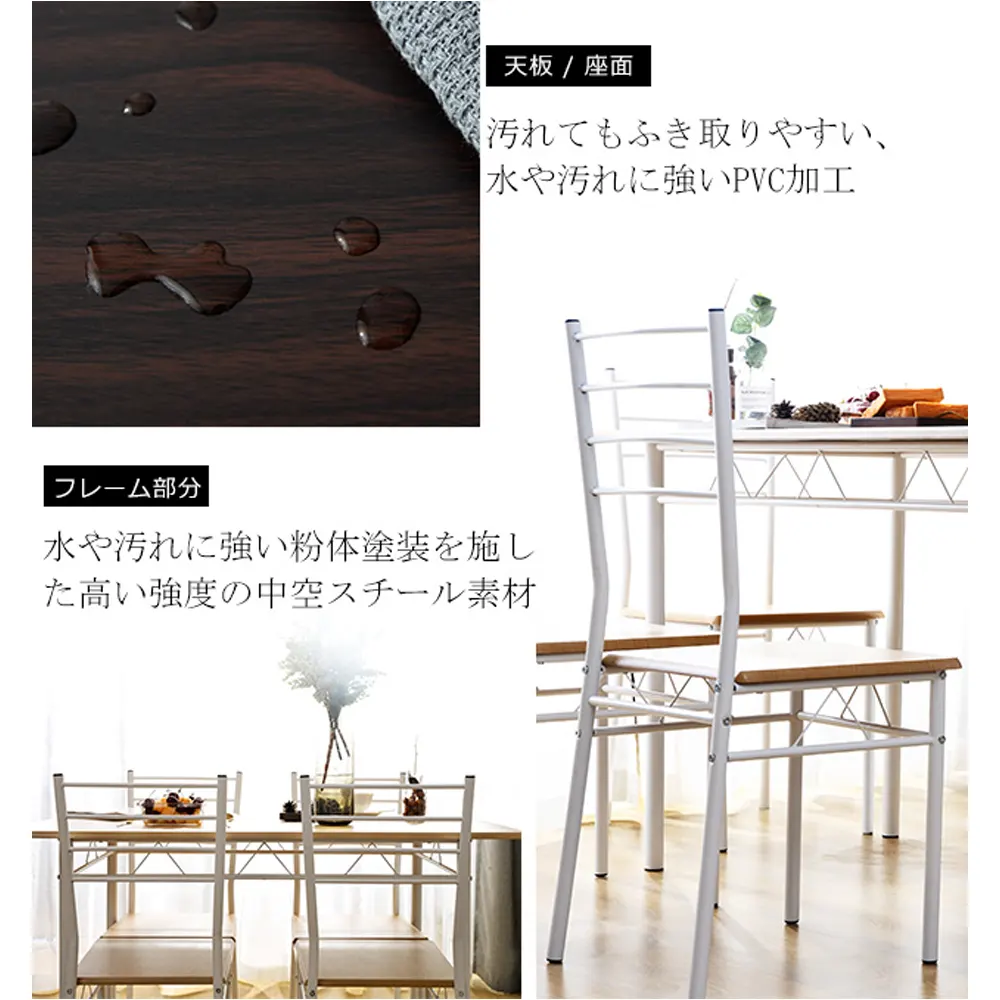 天板 / 座面
汚れてもふき取りやすい、
水や汚れに強いPVC加工
フレーム部分
水や汚れに強い粉体塗装を施し
た高い強度の中空スチール素材